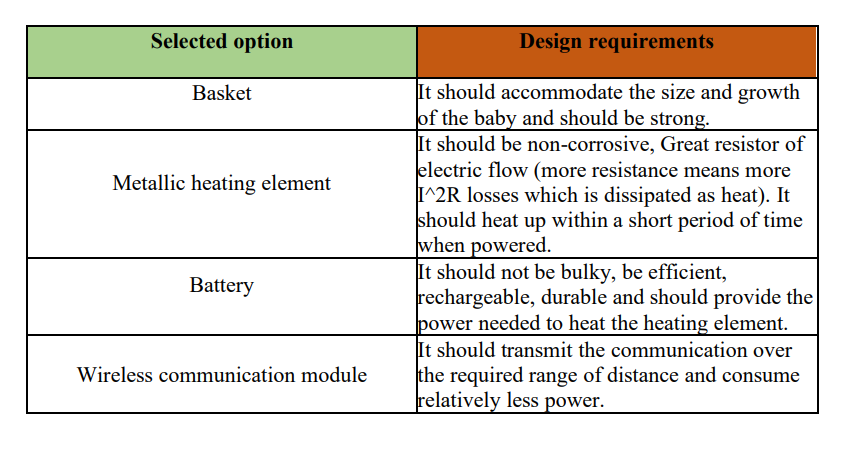 Selected option
Design requirements
Basket
It should accommodate the size and growth
of the baby and should be strong.
Metallic heating element
It should be non-corrosive, Great resistor of
electric flow (more resistance means more
I^2R losses which is dissipated as heat). It
should heat up within a short period of time
when powered.
Battery
It should not be bulky, be efficient,
rechargeable, durable and should provide the
power needed to heat the heating element.
Wireless communication module
It should transmit the communication over
the required range of distance and consume
relatively less power.